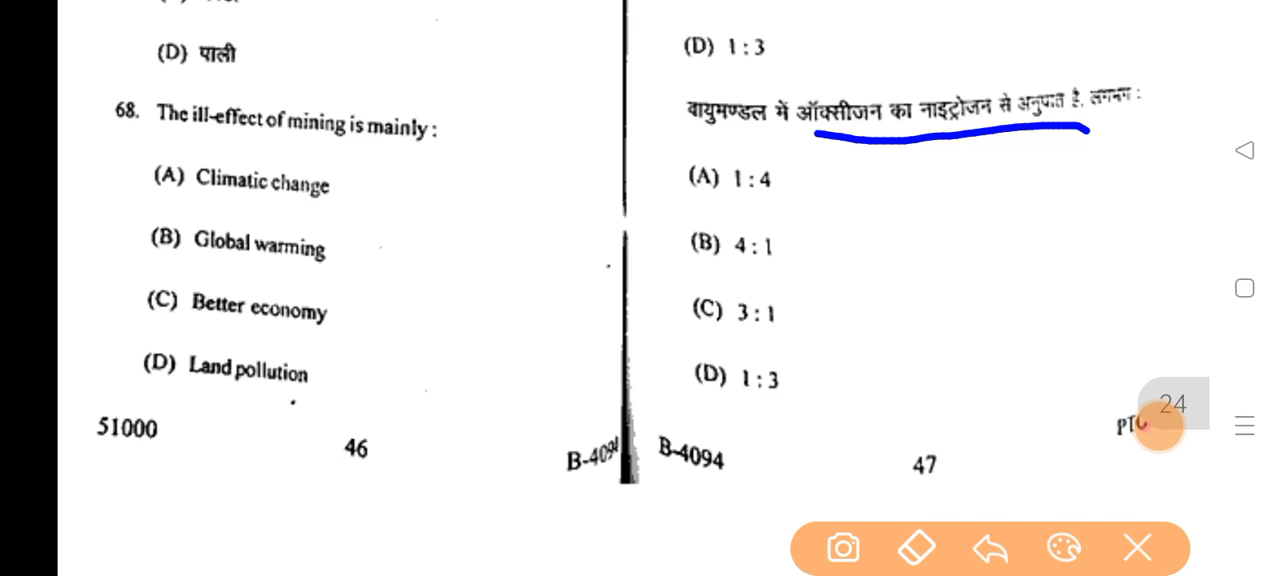 (D) पाली
68. The ill-effect of mining is mainly :
(A) Climatic change
(B) Global warming
(C) Better economy
(D) Land pollution
51000
46
B-4094
(D) 1 : 3
वायुमण्डल में ऑक्सीजन का नाइट्रोजन से अनुपात है, लगभग :
(A) 1 : 4
(B) 4 : 1
(C) 3 : 1
(D) 1 : 3
B-4094
47
24